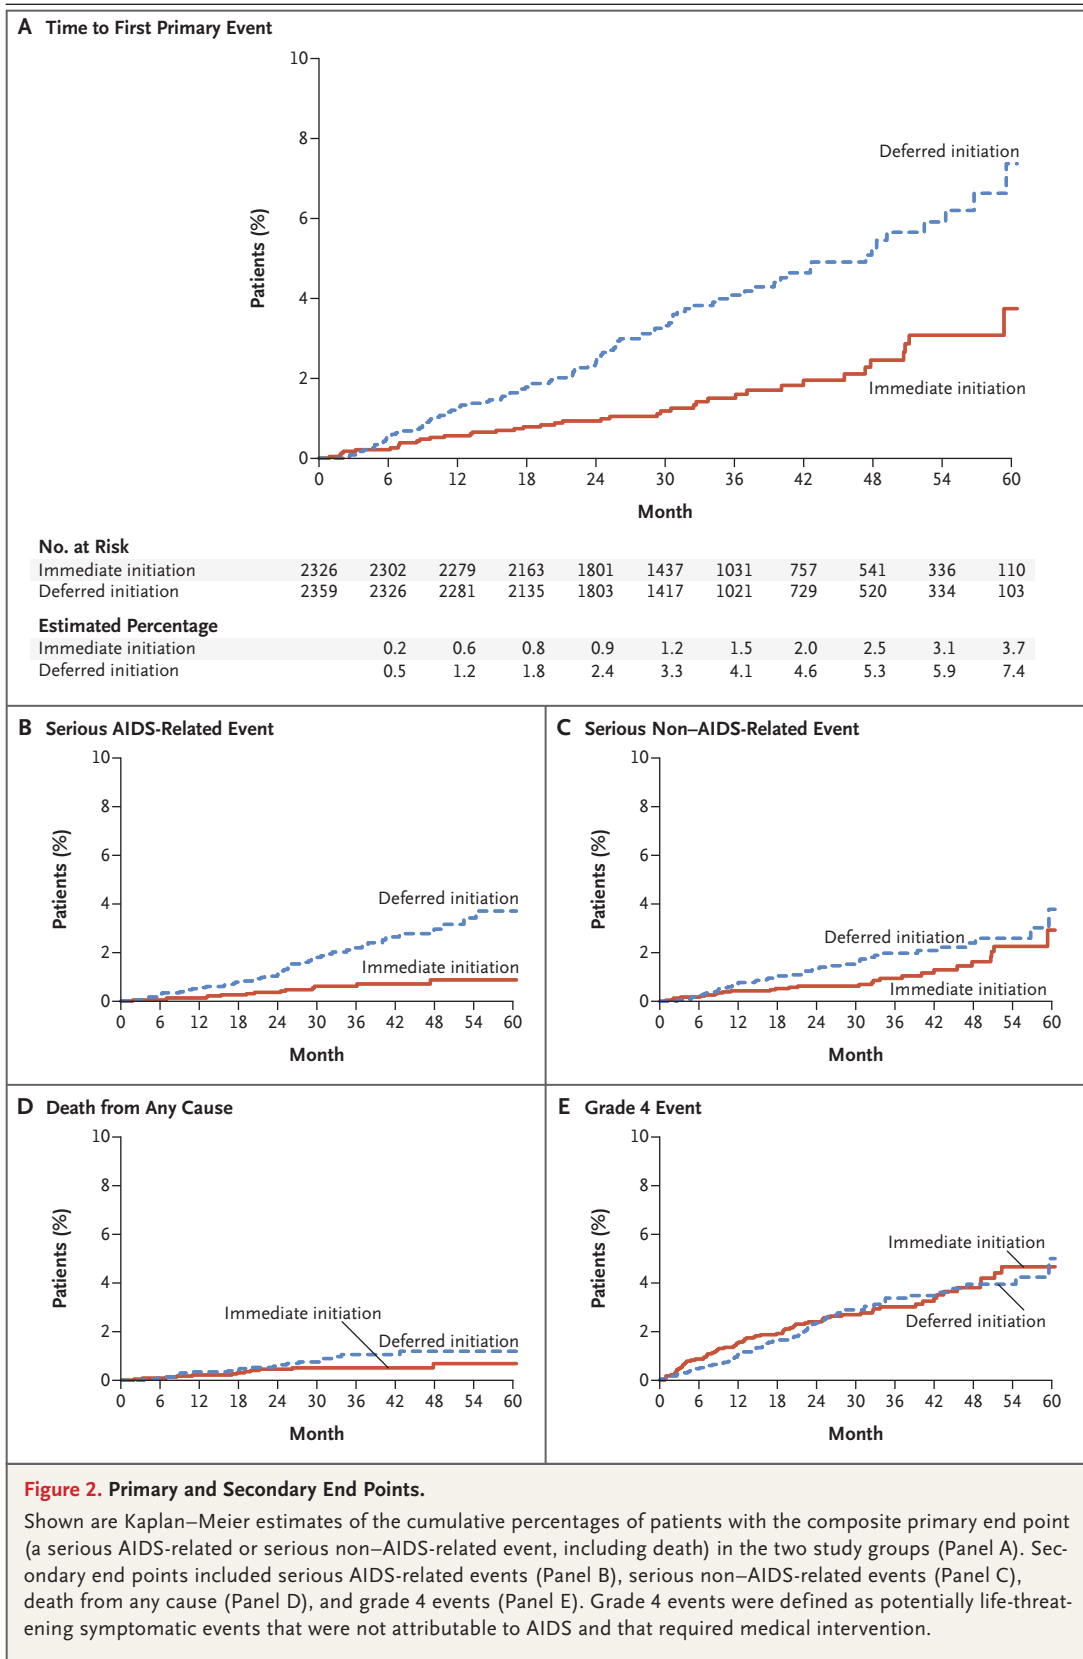 A Time to First Primary Event
10
8
6
4
2
0
Patients (%)
Deferred initiation
Immediate initiation
0 6 12 18 24 30 36 42 48 54 60
Month
No. at Risk
Immediate initiation 2326 2302 2279 2163 1801 1437 1031 757 541 336 110
Deferred initiation 2359 2326 2281 2135 1803 1417 1021 729 520 334 103
Estimated Percentage
Immediate initiation 0.2 0.6 0.8 0.9 1.2 1.5 2.0 2.5 3.1 3.7
Deferred initiation 0.5 1.2 1.8 2.4 3.3 4.1 4.6 5.3 5.9 7.4
B Serious AIDS-Related Event
10
8
6
4
2
0
Patients (%)
Deferred initiation
Immediate initiation
0 6 12 18 24 30 36 42 48 54 60
Month
C Serious Non–AIDS-Related Event
10
8
6
4
2
0
Patients (%)
Deferred initiation
Immediate initiation
0 6 12 18 24 30 36 42 48 54 60
Month
D Death from Any Cause
10
8
6
4
2
0
Patients (%)
Immediate initiation
Deferred initiation
0 6 12 18 24 30 36 42 48 54 60
Month
E Grade 4 Event
10
8
6
4
2
0
Patients (%)
Immediate initiation
Deferred initiation
0 6 12 18 24 30 36 42 48 54 60
Month
Figure 2. Primary and Secondary End Points.
Shown are Kaplan–Meier estimates of the cumulative percentages of patients with the composite primary end point
(a serious AIDS-related or serious non–AIDS-related event, including death) in the two study groups (Panel A). Sec-
ondary end points included serious AIDS-related events (Panel B), serious non–AIDS-related events (Panel C),
death from any cause (Panel D), and grade 4 events (Panel E). Grade 4 events were defined as potentially life-threat-
ening symptomatic events that were not attributable to AIDS and that required medical intervention.